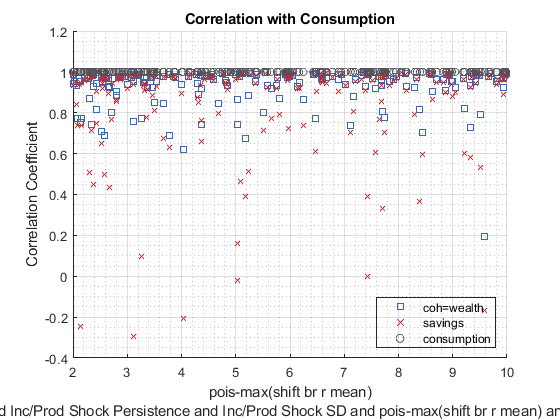 Correlation with Consumption
1.2
1
0.8
0.6
0.4
0.2
0
-0.2
-0.4
Correlation Coefficient
2 3 4 5 6 7 8 9 10
coh=wealth
savings
consumption
pois-max(shift br r mean)
d Inc/Prod Shock Persistence and Inc/Prod Shock SD and pois-max(shift br r mean) ar